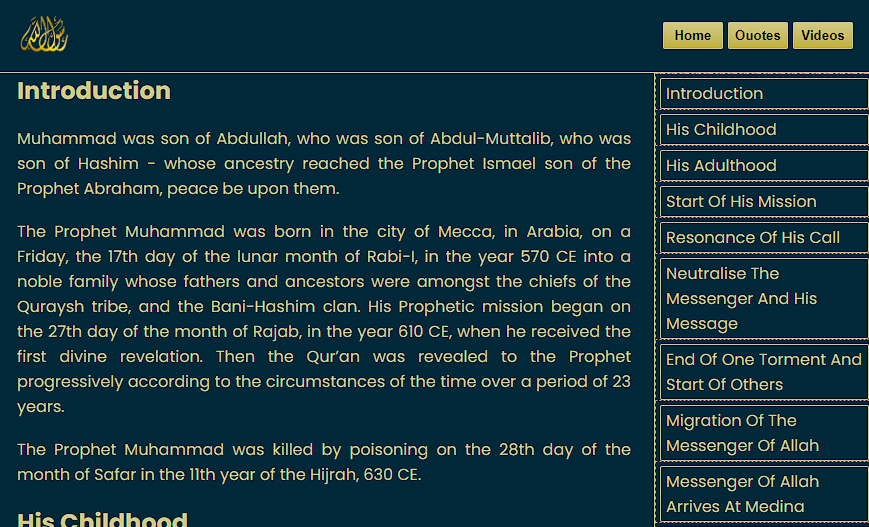 رسول الله
Home
Quotes
Videos
Introduction
Muhammad was son of Abdullah, who was son of Abdul-Muttalib, who was
son of Hashim - whose ancestry reached the Prophet Ismael son of the
Prophet Abraham, peace be upon them.
The Prophet Muhammad was born in the city of Mecca, in Arabia, on a
Friday, the 17th day of the lunar month of Rabi-I, in the year 570 CE into a
noble family whose fathers and ancestors were amongst the chiefs of the
Quraysh tribe, and the Bani-Hashim clan. His Prophetic mission began on
the 27th day of the month of Rajab, in the year 610 CE, when he received the
first divine revelation. Then the Qur’an was revealed to the Prophet
progressively according to the circumstances of the time over a period of 23
years.
The Prophet Muhammad was killed by poisoning on the 28th day of the
month of Safar in the 11th year of the Hijrah, 630 CE.
His Childhood
Introduction
His Childhood
His Adulthood
Start Of His Mission
Resonance Of His Call
Neutralise The
Messenger And His
Message
End Of One Torment And
Start Of Others
Migration Of The
Messenger Of Allah
Messenger Of Allah
Arrives At Medina